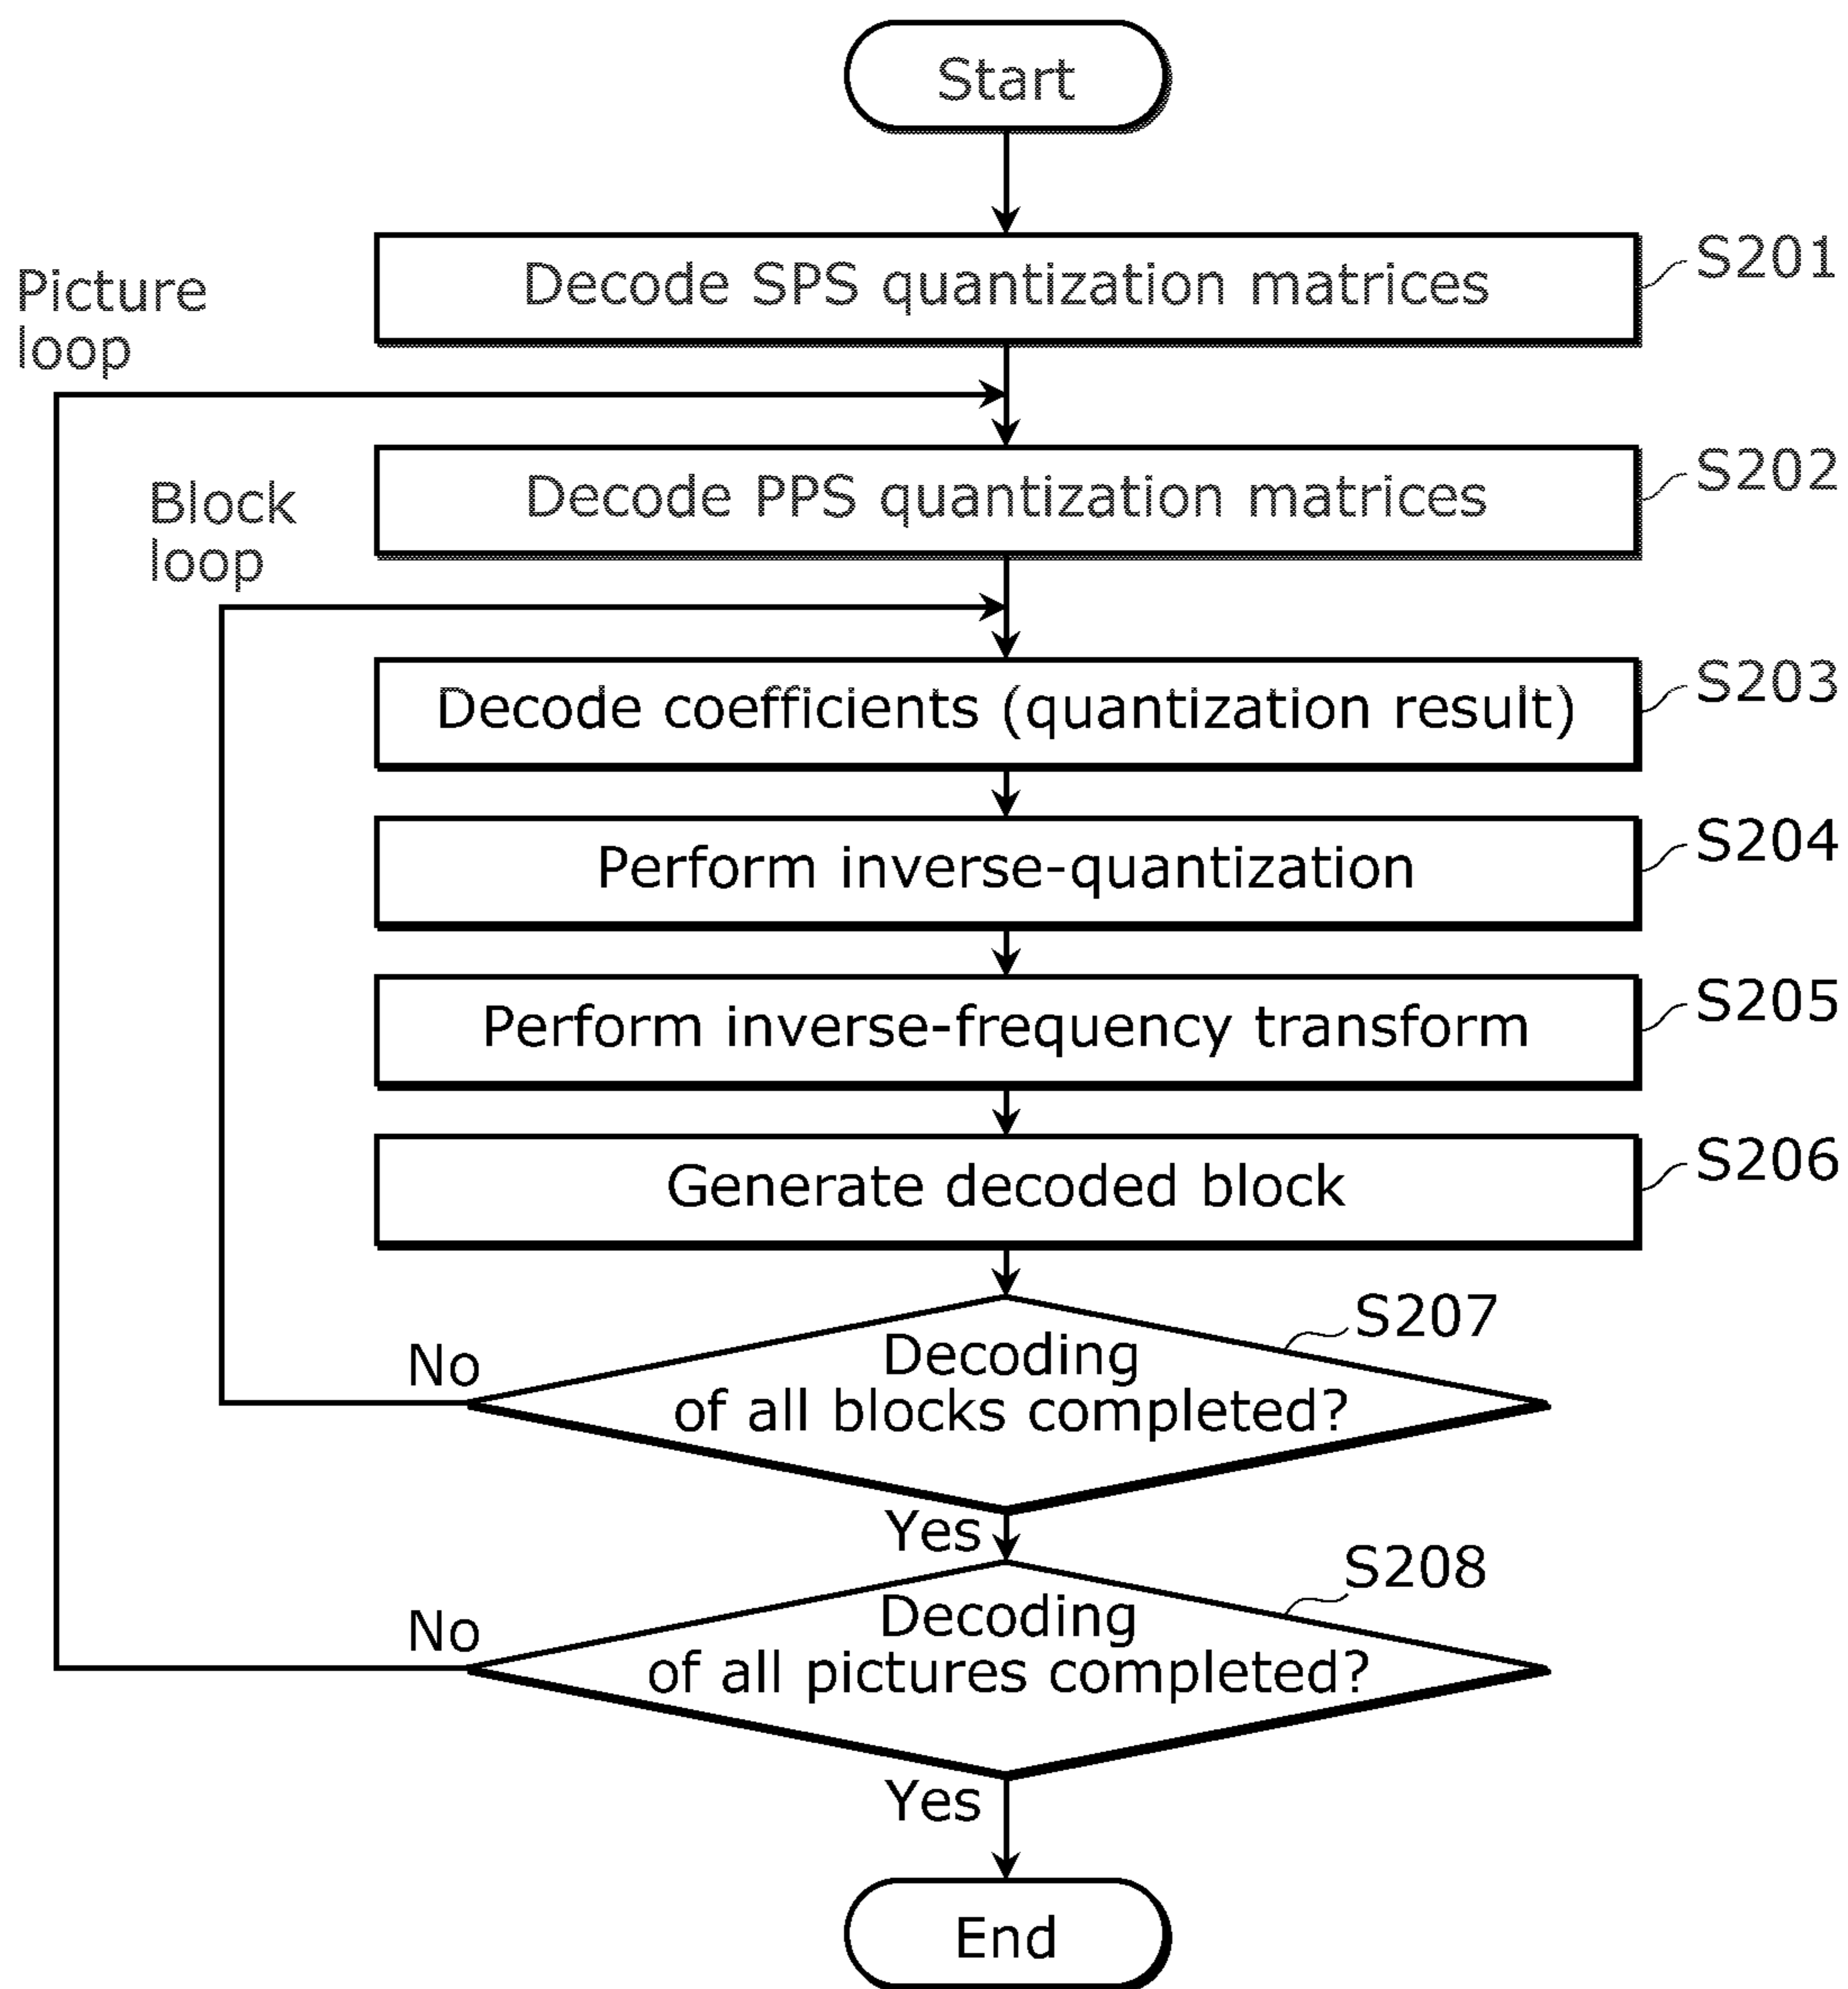 Start
Decode SPS quantization matrices
S201
Picture
loop
Decode PPS quantization matrices
S202
Block
loop
Decode coefficients (quantization result)
S203
Perform inverse-quantization
S204
Perform inverse-frequency transform
S205
Generate decoded block
S206
S207
No
Decoding
of all blocks completed?
Yes
S208
No
Decoding
of all pictures completed?
Yes
End